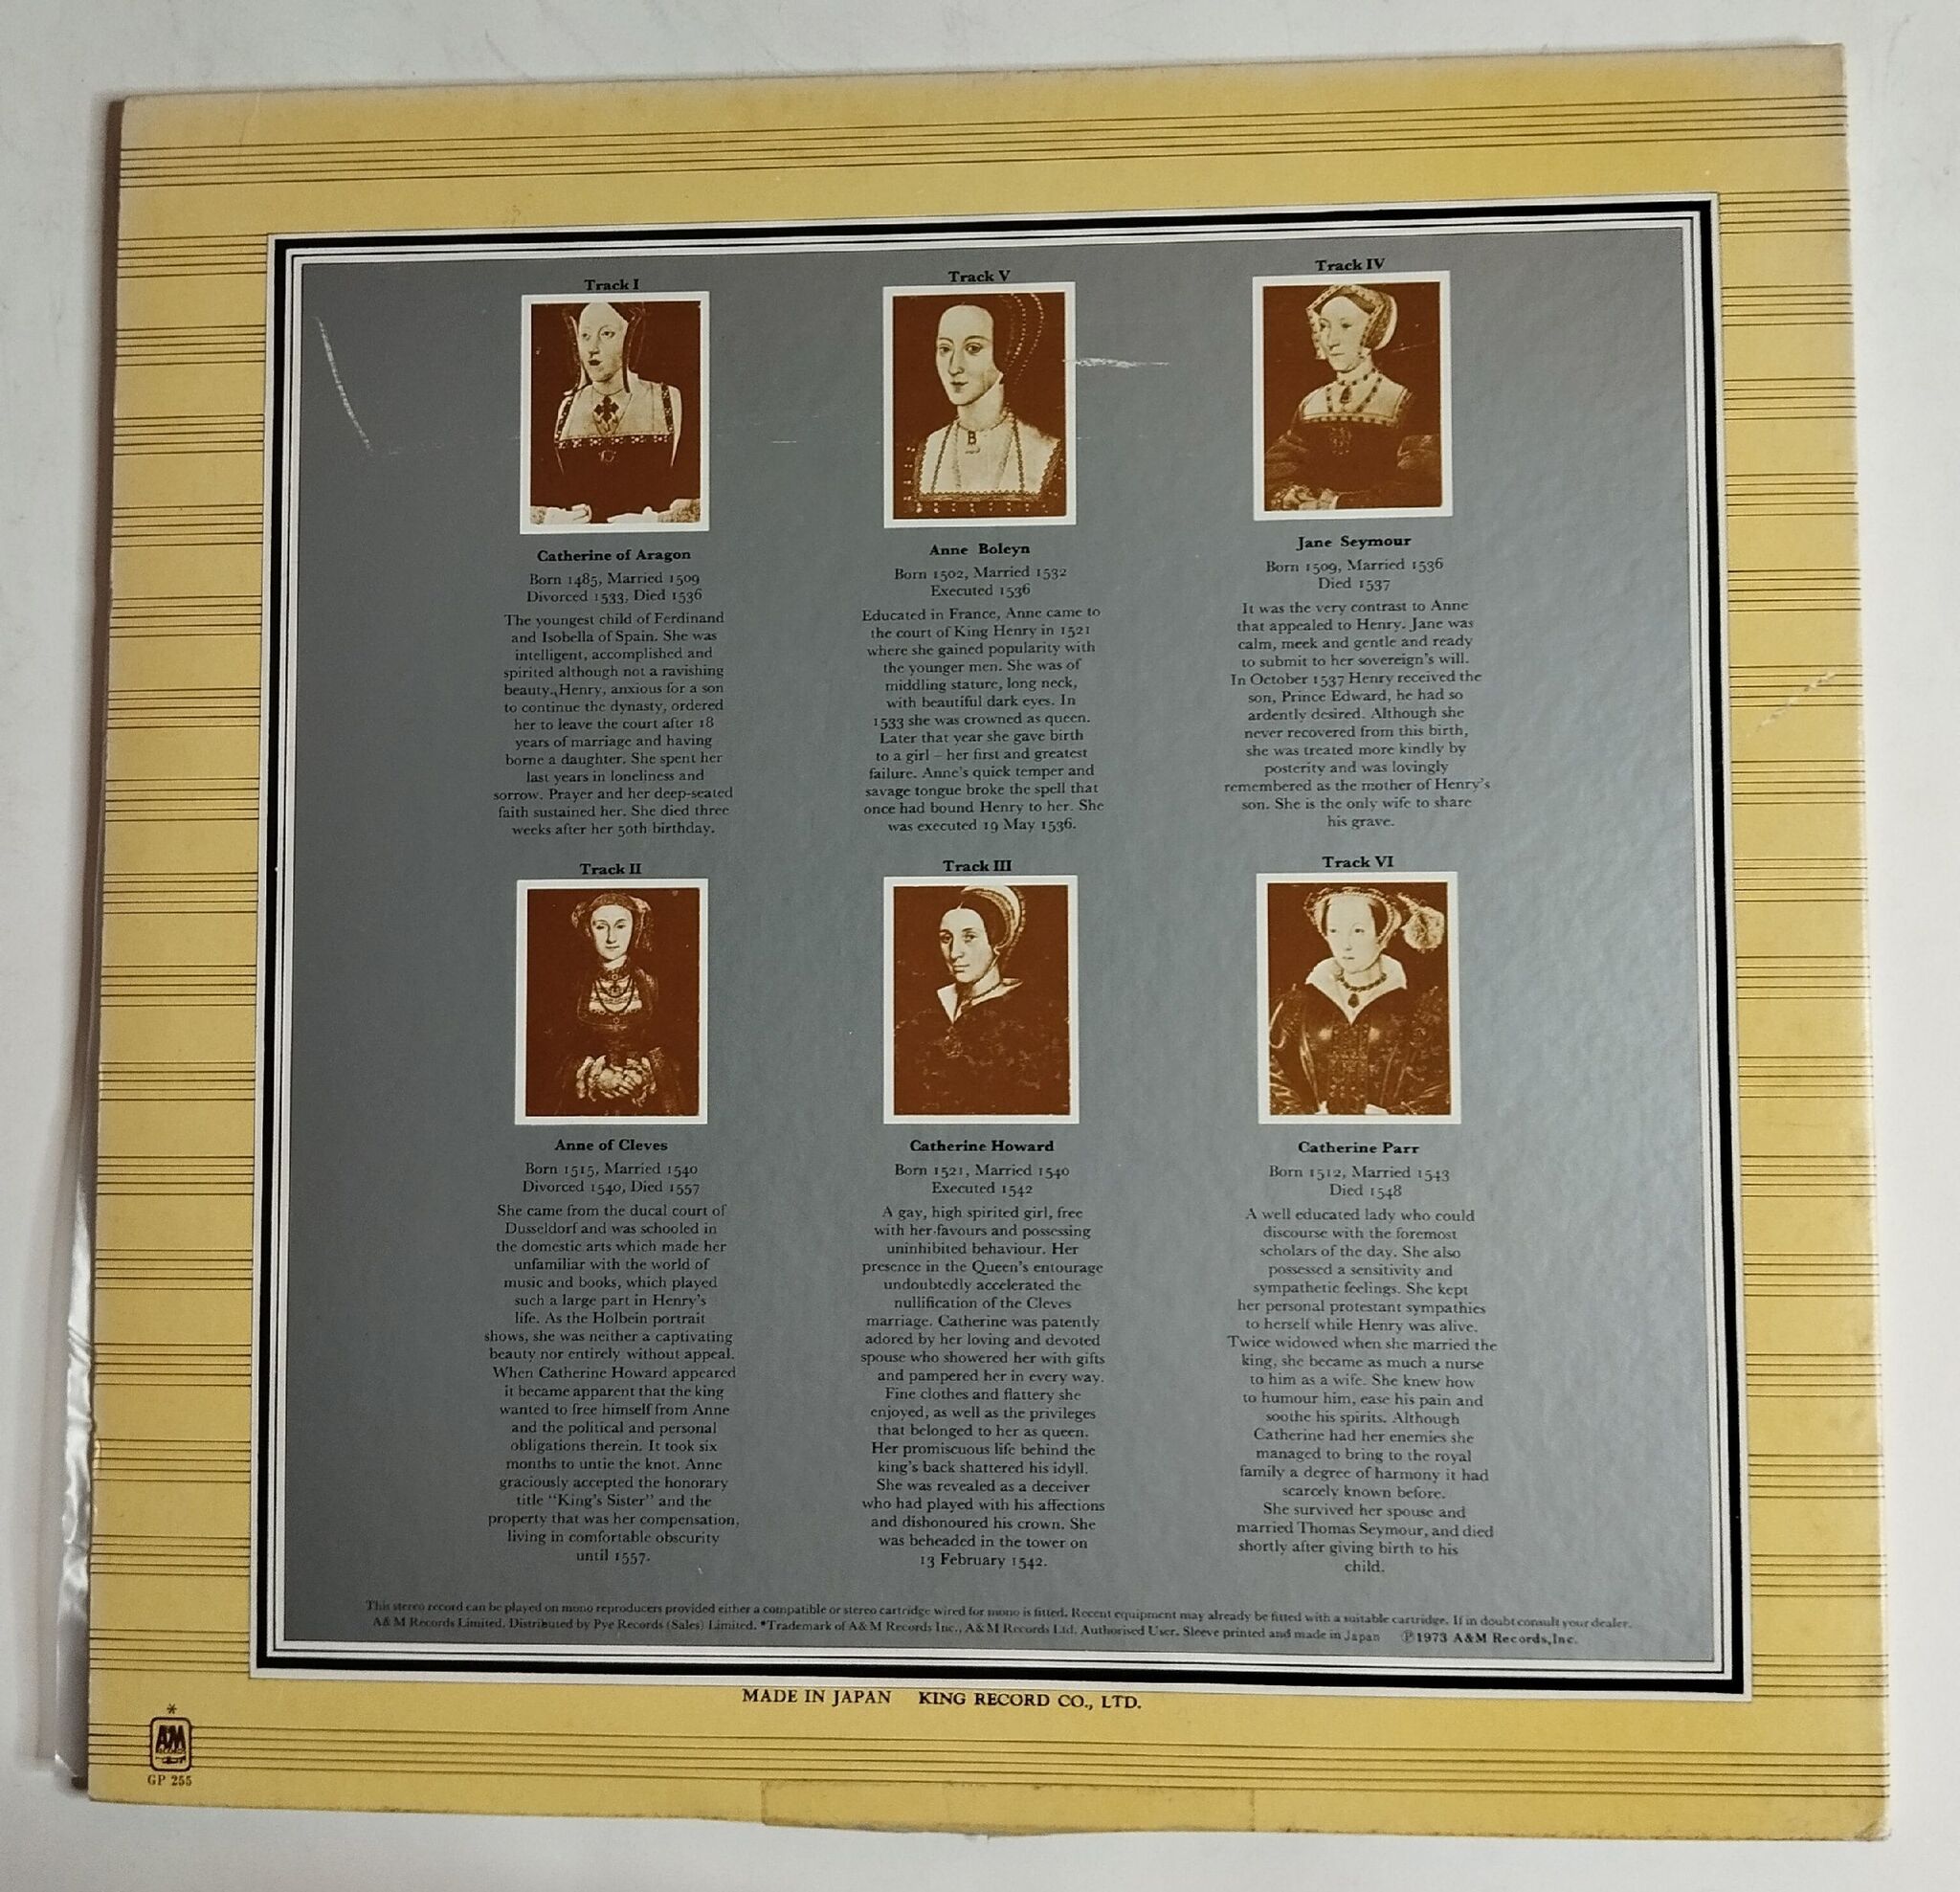 Track I
Catherine of Aragon
Born 1485, Married 1509
Divorced 1533, Died 1536
The youngest child of Ferdinand
and Isobella of Spain. She was
intelligent, accomplished and
spirited although not a ravishing
beauty. Henry, anxious for a son
to continue the dynasty, ordered
her to leave the court after 18
years of marriage and having
borne a daughter. She spent her
last years in loneliness and
sorrow. Prayer and her deep-seated
faith sustained her. She died three
weeks after her 50th birthday.
Track V
B
Anne Boleyn
Born 1502, Married 1532
Executed 1536
Educated in France, Anne came to
the court of King Henry in 1521
where she gained popularity with
the younger men. She was of
middling stature, long neck,
with beautiful dark eyes. In
1533 she was crowned as queen.
Later that year she gave birth
to a girl – her first and greatest
failure. Anne's quick temper and
savage tongue broke the spell that
once had bound Henry to her. She
was executed 19 May 1536.
Track IV
Jane Seymour
Born 1509, Married 1536
Died 1537
It was the very contrast to Anne
that appealed to Henry. Jane was
calm, meek and gentle and ready
to submit to her sovereign's will.
In October 1537 Henry received the
son, Prince Edward, he had so
ardently desired. Although she
never recovered from this birth,
she was treated more kindly by
posterity and was lovingly
remembered as the mother of Henry's
son. She is the only wife to share
his grave.
Track II
Anne of Cleves
Born 1515, Married 1540
Divorced 1540, Died 1557
She came from the ducal court of
Dusseldorf and was schooled in
the domestic arts which made her
unfamiliar with the world of
music and books, which played
such a large part in Henry's
life. As the Holbein portrait
shows, she was neither a captivating
beauty nor entirely without appeal.
When Catherine Howard appeared
it became apparent that the king
wanted to free himself from Anne
and the political and personal
obligations therein. It took six
months to untie the knot. Anne
graciously accepted the honorary
title "King's Sister" and the
property that was her compensation,
living in comfortable obscurity
until 1557.
Track III
Catherine Howard
Born 1521, Married 1540
Executed 1542
A gay, high spirited girl, free
with her favours and possessing
uninhibited behaviour. Her
presence in the Queen's entourage
undoubtedly accelerated the
nullification of the Cleves
marriage. Catherine was patently
adored by her loving and devoted
spouse who showered her with gifts
and pampered her in every way.
Fine clothes and flattery she
enjoyed, as well as the privileges
that belonged to her as queen.
Her promiscuous life behind the
king's back shattered his idyll.
She was revealed as a deceiver
who had played with his affections
and dishonoured his crown. She
was beheaded in the tower on
13 February 1542.
Track VI
Catherine Parr
Born 1512, Married 1543
Died 1548
A well educated lady who could
discourse with the foremost
scholars of the day. She also
possessed a sensitivity and
sympathetic feelings. She kept
her personal protestant sympathies
to herself while Henry was alive.
Twice widowed when she married the
king, she became as much a nurse
to him as a wife. She knew how
to humour him, ease his pain and
soothe his spirits. Although
Catherine had her enemies she
managed to bring to the royal
family a degree of harmony it had
scarcely known before.
She survived her spouse and
married Thomas Seymour, and died
shortly after giving birth to his
child.
This stereo record can be played on mono reproducers provided either a compatible or stereo cartridge wired for mono is fitted. Recent equipment may already be fitted with a suitable cartridge. If in doubt consult your dealer.
A&M Records Limited. Distributed by Pye Records (Sales) Limited. *Trademark of A&M Records Inc., A&M Records Ltd. Authorised User. Sleeve printed and made in Japan ℗1973 A&M Records,Inc.
MADE IN JAPAN KING RECORD CO., LTD.
*
A&M
RECORDS
GP 255